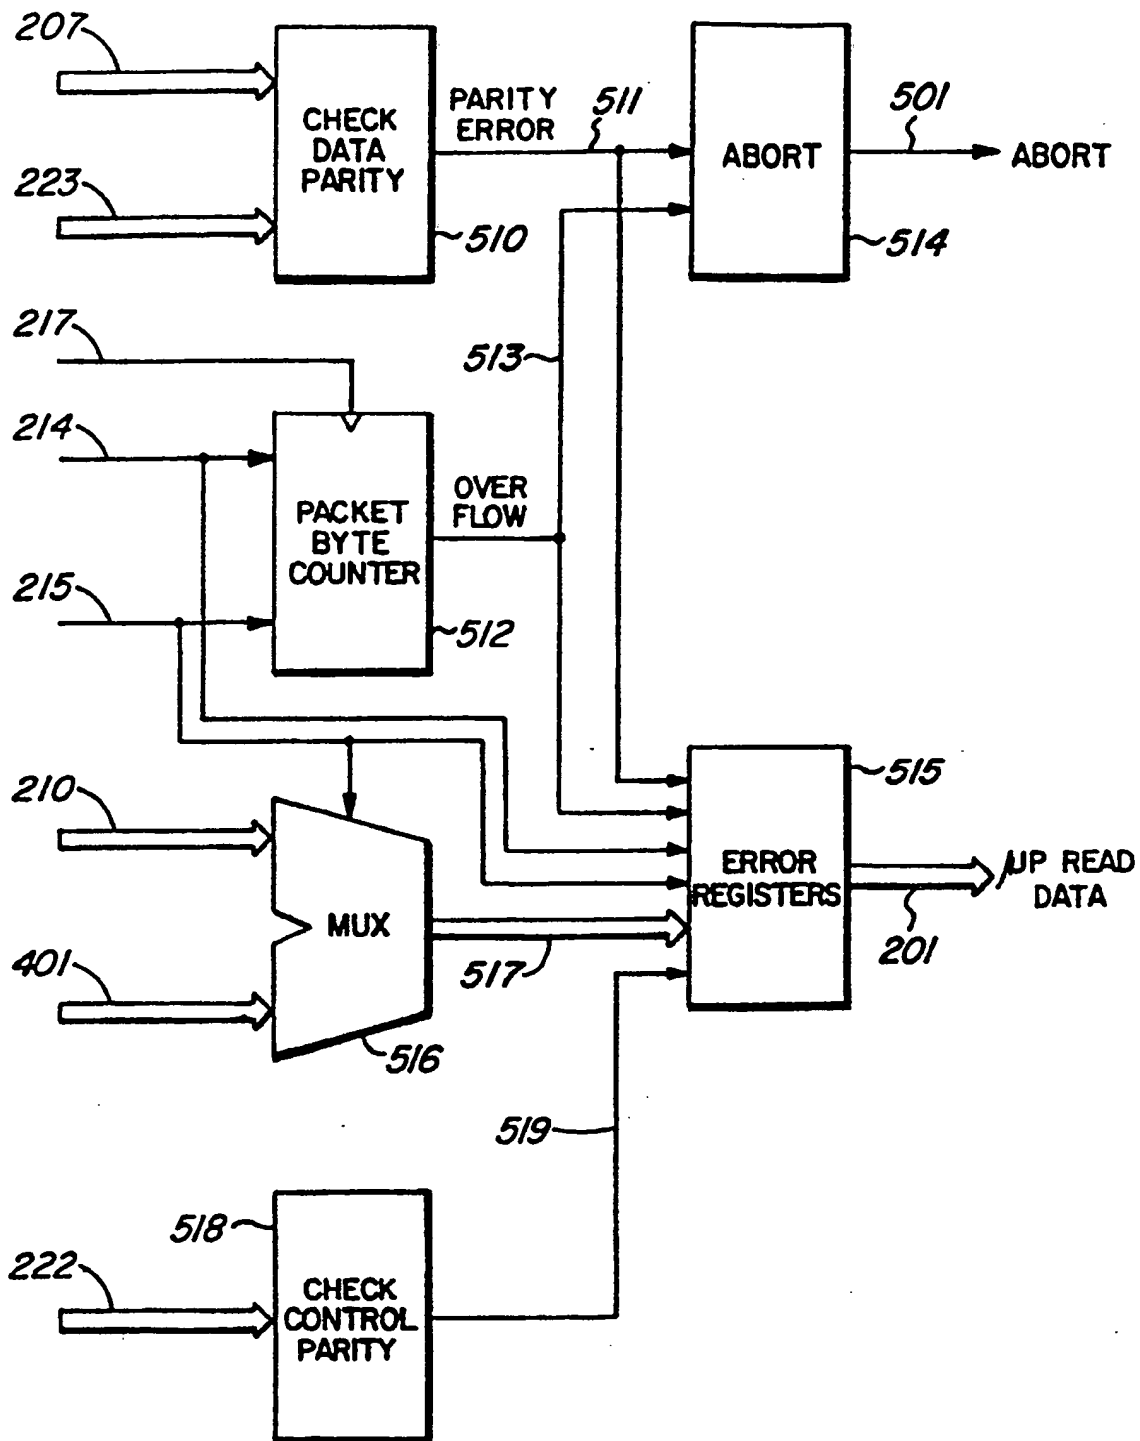 207
CHECK
DATA
PARITY
PARITY
ERROR
511
ABORT
501
ABORT
223
510
514
217
513
214
PACKET
BYTE
COUNTER
OVER
FLOW
215
512
210
MUX
515
ERROR
REGISTERS
μP READ
DATA
201
517
401
516
519
518
222
CHECK
CONTROL
PARITY